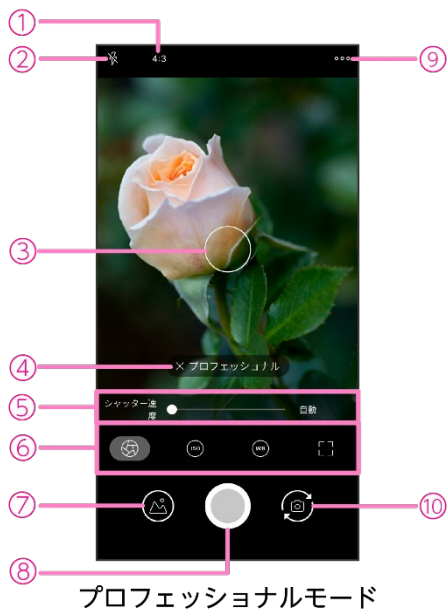 ①
②
4:3
⑨
③
④
× プロフェッショナル
⑤
シャッター速
度
自動
⑥
ISO
WB
⑦
⑩
⑧
プロフェッショナルモード